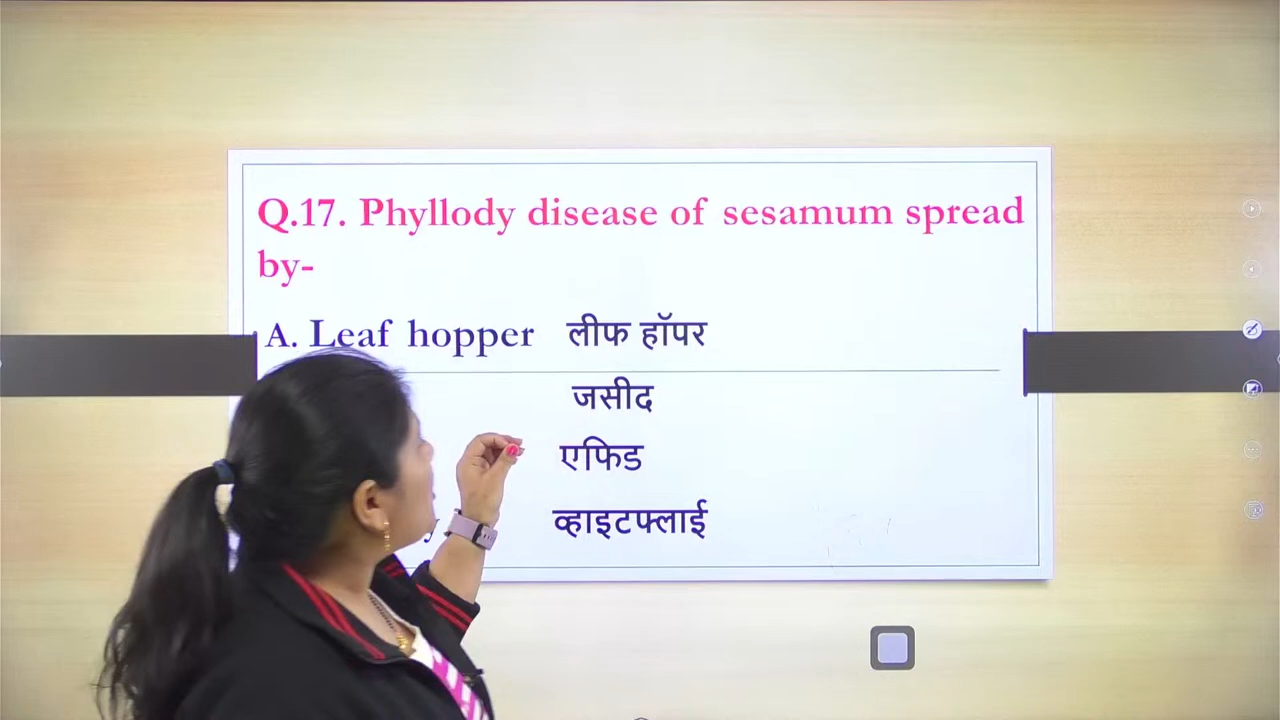 Q.17. Phyllody disease of sesamum spread
by-
A. Leaf hopper लीफ हॉपर
जसीद
एफिड
व्हाइटफ्लाई